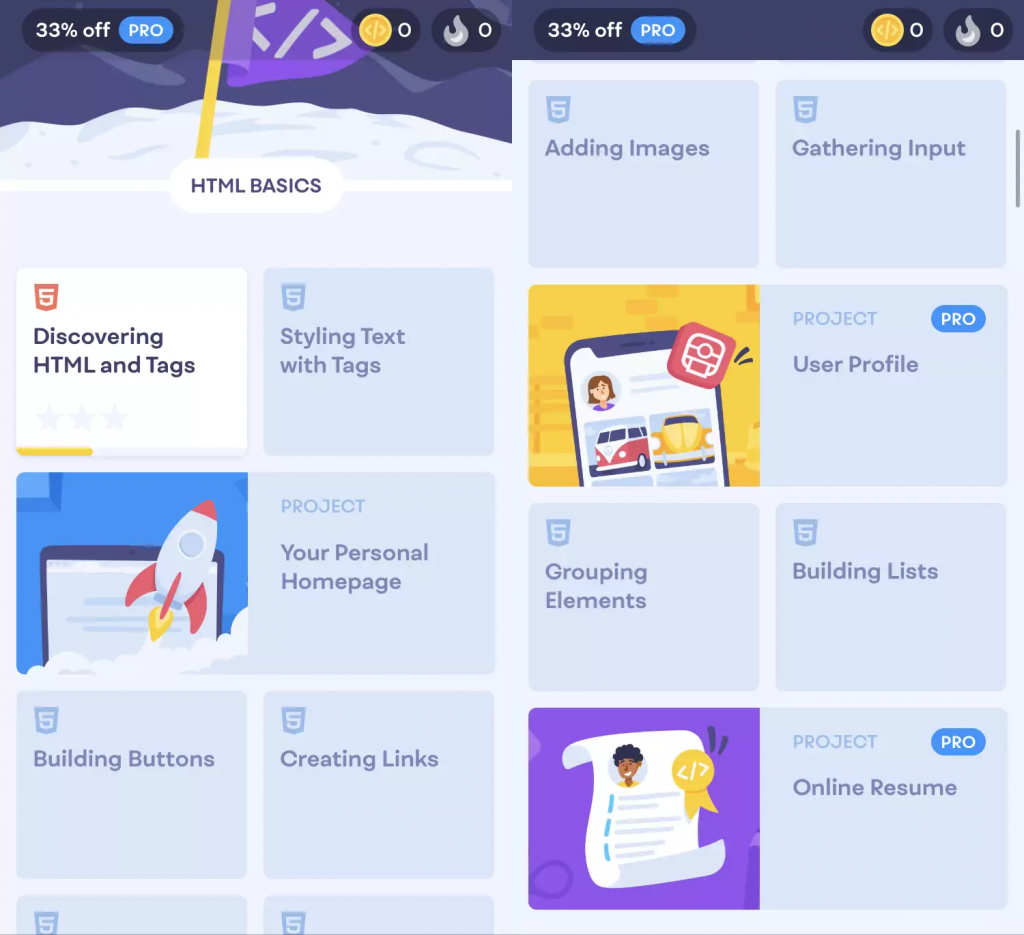 33% off PRO
0
0
HTML BASICS
5
Discovering
HTML and Tags
5
Styling Text
with Tags
PROJECT
Your Personal
Homepage
5
Building Buttons
5
Creating Links
5
5
33% off PRO
0
0
5
Adding Images
5
Gathering Input
PROJECT PRO
User Profile
5
Grouping
Elements
5
Building Lists
PROJECT PRO
</>
Online Resume